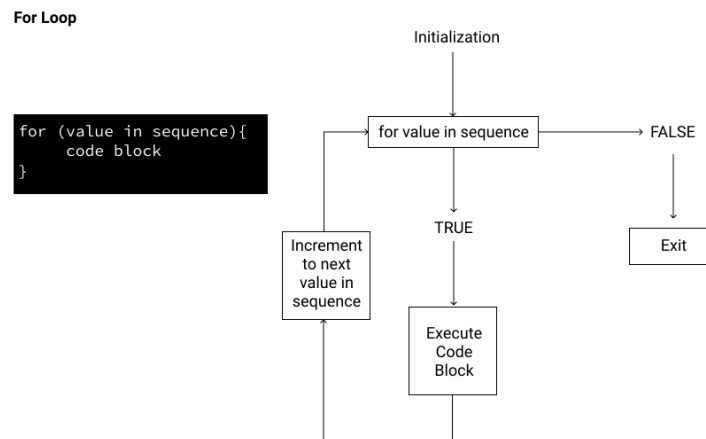 For Loop
Initialization
for (value in sequence){
code block
}
for value in sequence
FALSE
TRUE
Increment
to next
value in
sequence
Exit
Execute
Code
Block